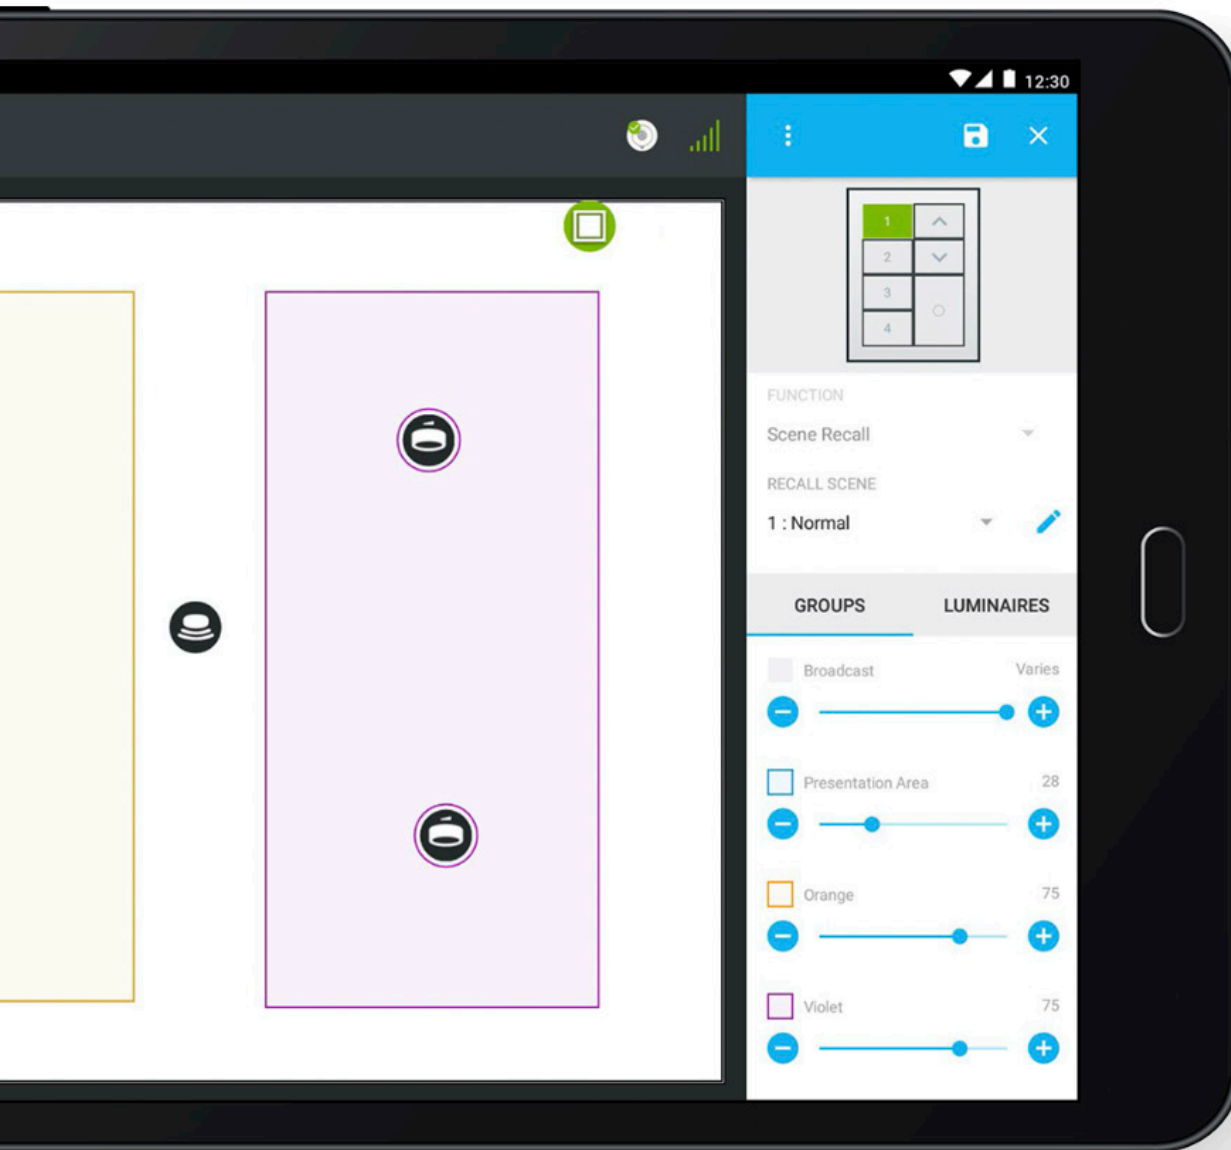 12:30
1
2
3
4
FUNCTION
Scene Recall
RECALL SCENE
1 : Normal
GROUPS LUMINAIRES
Broadcast Varies
Presentation Area 28
Orange 75
Violet 75